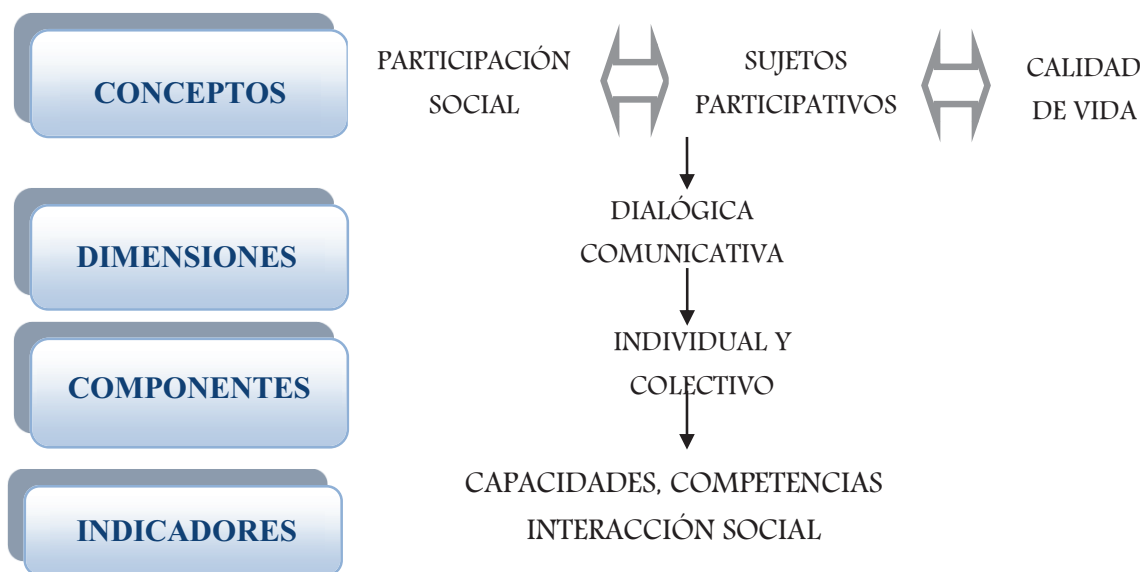 CONCEPTOS
PARTICIPACIÓN
SOCIAL
SUJETOS
PARTICIPATIVOS
CALIDAD
DE VIDA
DIMENSIONES
DIALÓGICA
COMUNICATIVA
COMPONENTES
INDIVIDUAL Y
COLECTIVO
INDICADORES
CAPACIDADES, COMPETENCIAS
INTERACCIÓN SOCIAL